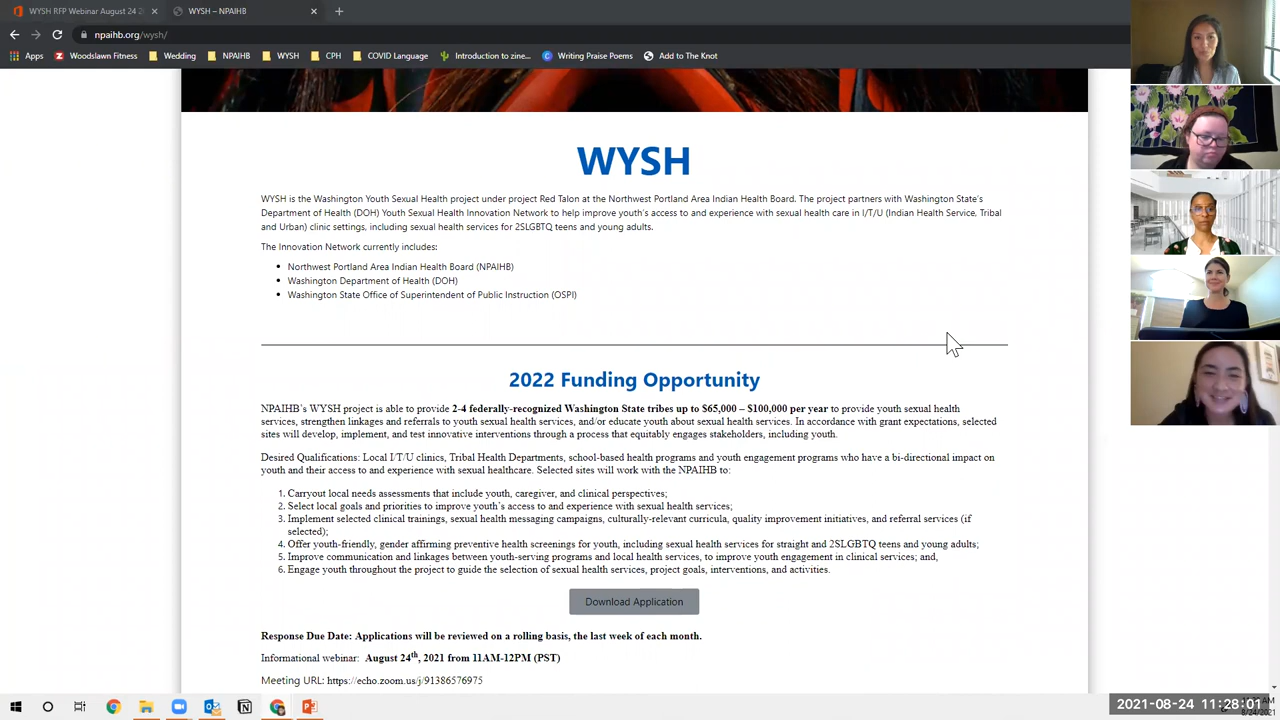 WYSH RFP Webinar August 24 2
WYSH – NPAIHB
npaihb.org/wysh/
Apps
Woodslawn Fitness
Wedding
NPAIHB
WYSH
CPH
COVID Language
Introduction to zine...
Writing Praise Poems
Add to The Knot
WYSH
WYSH is the Washington Youth Sexual Health project under project Red Talon at the Northwest Portland Area Indian Health Board. The project partners with Washington State's
Department of Health (DOH) Youth Sexual Health Innovation Network to help improve youth's access to and experience with sexual health care in I/T/U (Indian Health Service, Tribal
and Urban) clinic settings, including sexual health services for 2SLGBTQ teens and young adults.
The Innovation Network currently includes:
• Northwest Portland Area Indian Health Board (NPAIHB)
• Washington Department of Health (DOH)
• Washington State Office of Superintendent of Public Instruction (OSPI)
2022 Funding Opportunity
NPAIHB's WYSH project is able to provide 2-4 federally-recognized Washington State tribes up to $65,000 – $100,000 per year to provide youth sexual health
services, strengthen linkages and referrals to youth sexual health services, and/or educate youth about sexual health services. In accordance with grant expectations, selected
sites will develop, implement, and test innovative interventions through a process that equitably engages stakeholders, including youth.
Desired Qualifications: Local I/T/U clinics, Tribal Health Departments, school-based health programs and youth engagement programs who have a bi-directional impact on
youth and their access to and experience with sexual healthcare. Selected sites will work with the NPAIHB to:
1. Carryout local needs assessments that include youth, caregiver, and clinical perspectives;
2. Select local goals and priorities to improve youth's access to and experience with sexual health services;
3. Implement selected clinical trainings, sexual health messaging campaigns, culturally-relevant curricula, quality improvement initiatives, and referral services (if
selected);
4. Offer youth-friendly, gender affirming preventive health screenings for youth, including sexual health services for straight and 2SLGBTQ teens and young adults;
5. Improve communication and linkages between youth-serving programs and local health services, to improve youth engagement in clinical services; and,
6. Engage youth throughout the project to guide the selection of sexual health services, project goals, interventions, and activities.
Download Application
Response Due Date: Applications will be reviewed on a rolling basis, the last week of each month.
Informational webinar: August 24th, 2021 from 11AM-12PM (PST)
Meeting URL: https://echo.zoom.us/j/91386576975
2021-08-24 11:28:01
8/24/2021